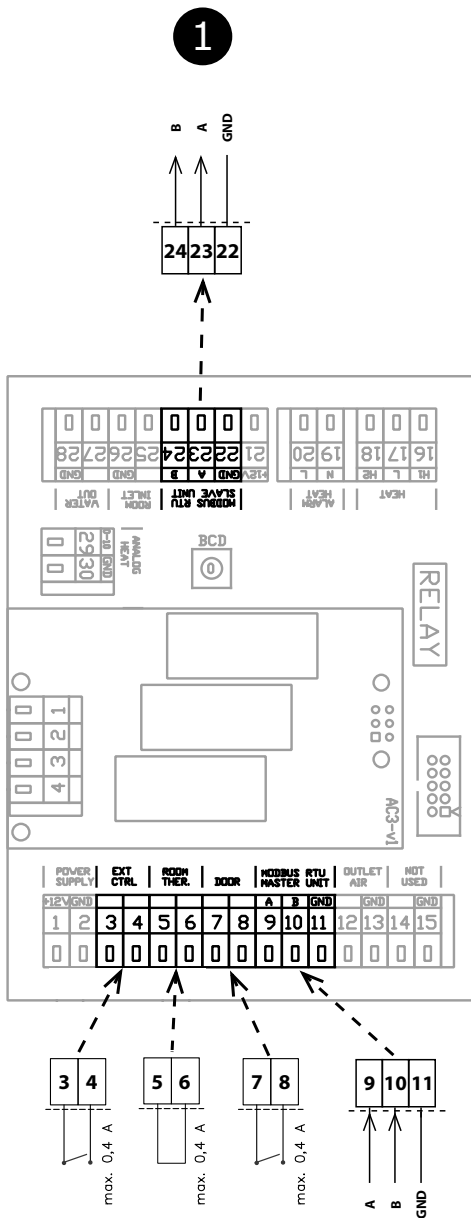 1
B A GND
24 23 22
28 27 26 25 24 23 22 21 20 19 18 17 16
GND GND B A GND +12V L N H2 L H1
WATER OUT
ROOM INLET
MODBUS RTU SLAVE UNIT
ALARM HEAT
HEAT
0-10 GND
29 30
ANALOG HEAT
BCD
0
RELAY
1
2
3
4
AC3-v1
POWER SUPPLY
EXT CTRL
ROOM THER.
DOOR
MODBUS RTU MASTER UNIT
OUTLET AIR
NOT USED
+12V GND A B GND GND GND
1 2 3 4 5 6 7 8 9 10 11 12 13 14 15
3 4
max. 0,4 A
5 6
max. 0,4 A
7 8
max. 0,4 A
9 10 11
A B GND